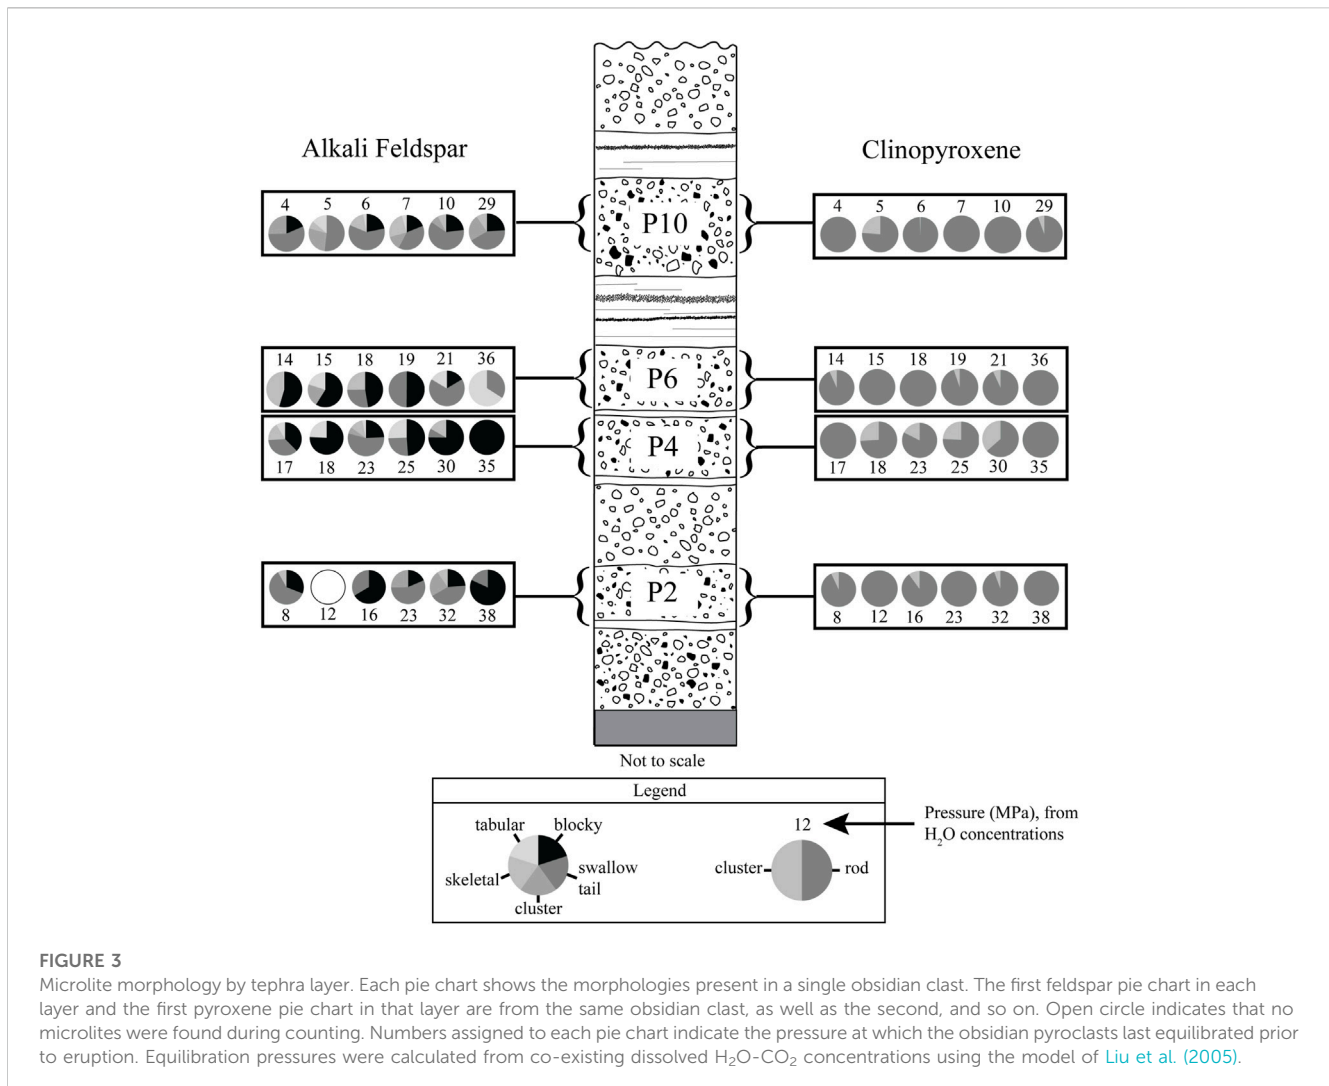 Alkali Feldspar
Clinopyroxene
4 5 6 7 10 29
P10
4 5 6 7 10 29
14 15 18 19 21 36
P6
14 15 18 19 21 36
P4
17 18 23 25 30 35
17 18 23 25 30 35
P2
8 12 16 23 32 38
8 12 16 23 32 38
Not to scale
Legend
tabular
blocky
skeletal
swallow
tail
cluster
12
cluster
rod
Pressure (MPa), from
H₂O concentrations
FIGURE 3
Microlite morphology by tephra layer. Each pie chart shows the morphologies present in a single obsidian clast. The first feldspar pie chart in each
layer and the first pyroxene pie chart in that layer are from the same obsidian clast, as well as the second, and so on. Open circle indicates that no
microlites were found during counting. Numbers assigned to each pie chart indicate the pressure at which the obsidian pyroclasts last equilibrated prior
to eruption. Equilibration pressures were calculated from co-existing dissolved H₂O-CO₂ concentrations using the model of Liu et al. (2005).